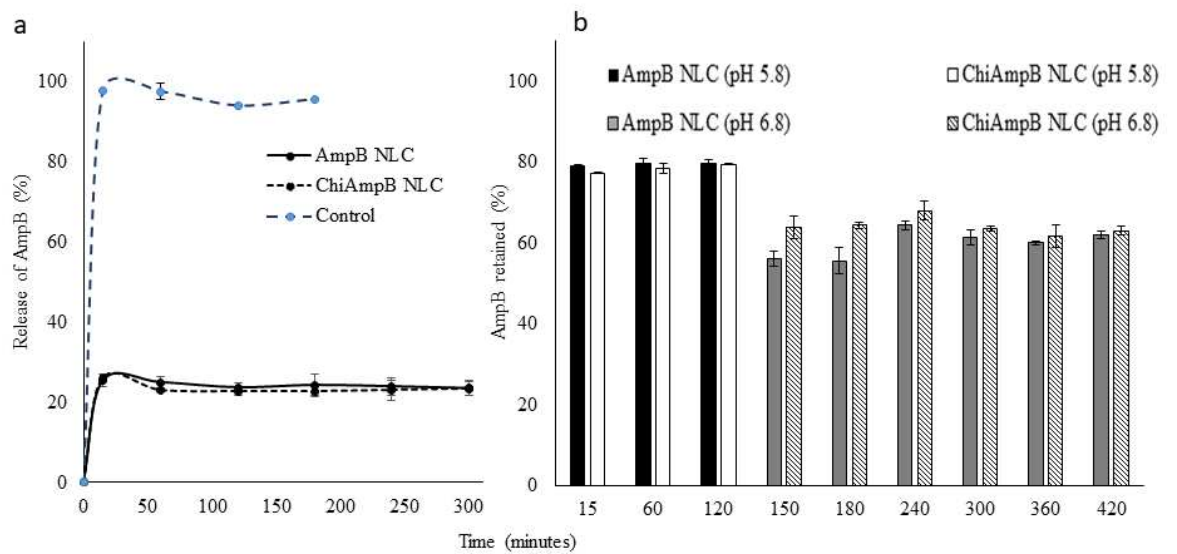 a
Release of AmpB (%)
100
80
60
40
20
0
0 50 100 150 200 250 300
AmpB NLC
ChiAmpB NLC
Control
b
AmpB retained (%)
100
80
60
40
20
0
15 60 120 150 180 240 300 360 420
AmpB NLC (pH 5.8) ChiAmpB NLC (pH 5.8)
AmpB NLC (pH 6.8) ChiAmpB NLC (pH 6.8)
Time (minutes)